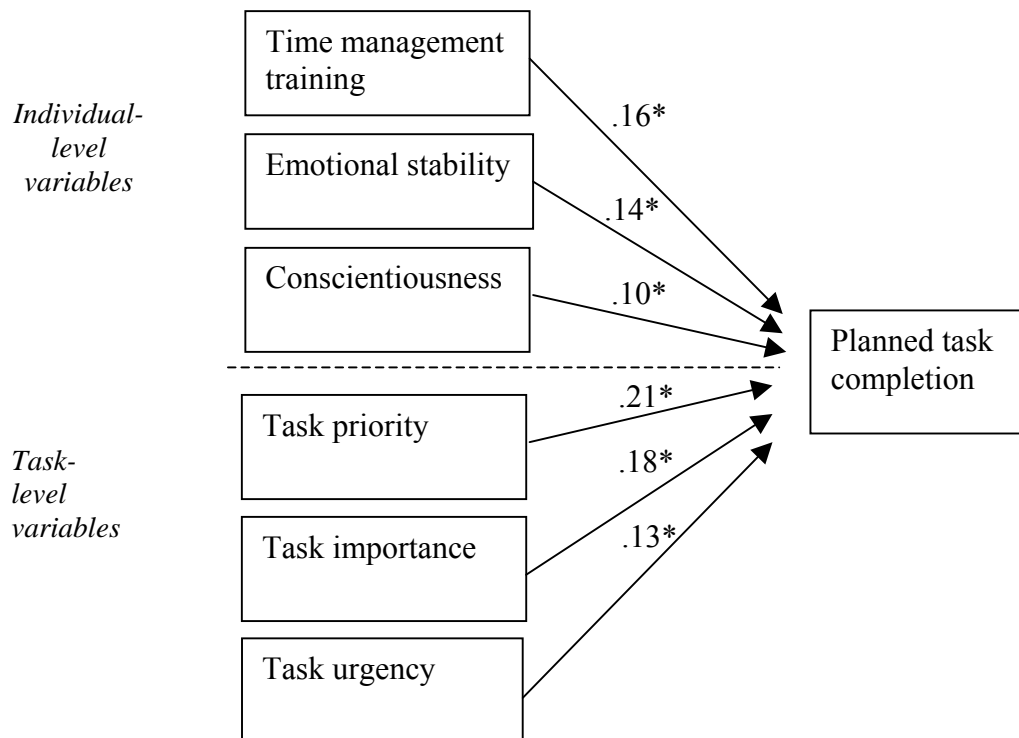 Time management
training
Individual-
level
variables
.16*
Emotional stability
.14*
Conscientiousness
.10*
Planned task
completion
Task priority
.21*
Task-
level
variables
.18*
Task importance
.13*
Task urgency